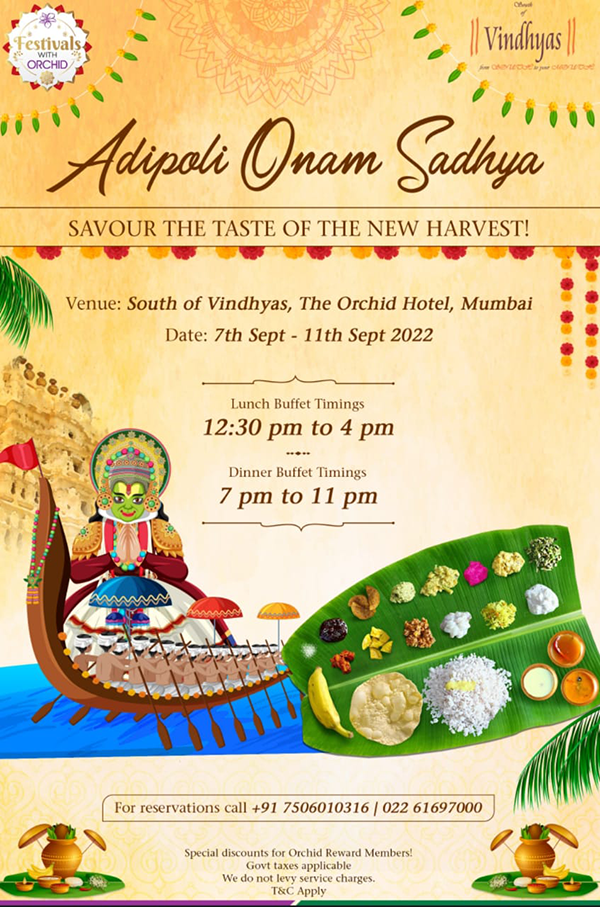 Festivals
WITH
ORCHID
South
of
Vindhyas
Adipoli Onam Sadhya
SAVOUR THE TASTE OF THE NEW HARVEST!
Venue: South of Vindhyas, The Orchid Hotel, Mumbai
Date: 7th Sept - 11th Sept 2022
Lunch Buffet Timings
12:30 pm to 4 pm
Dinner Buffet Timings
7 pm to 11 pm
For reservations call +91 7506010316 | 022 61697000
Special discounts for Orchid Reward Members!
Govt taxes applicable
We do not levy service charges.
T&C Apply